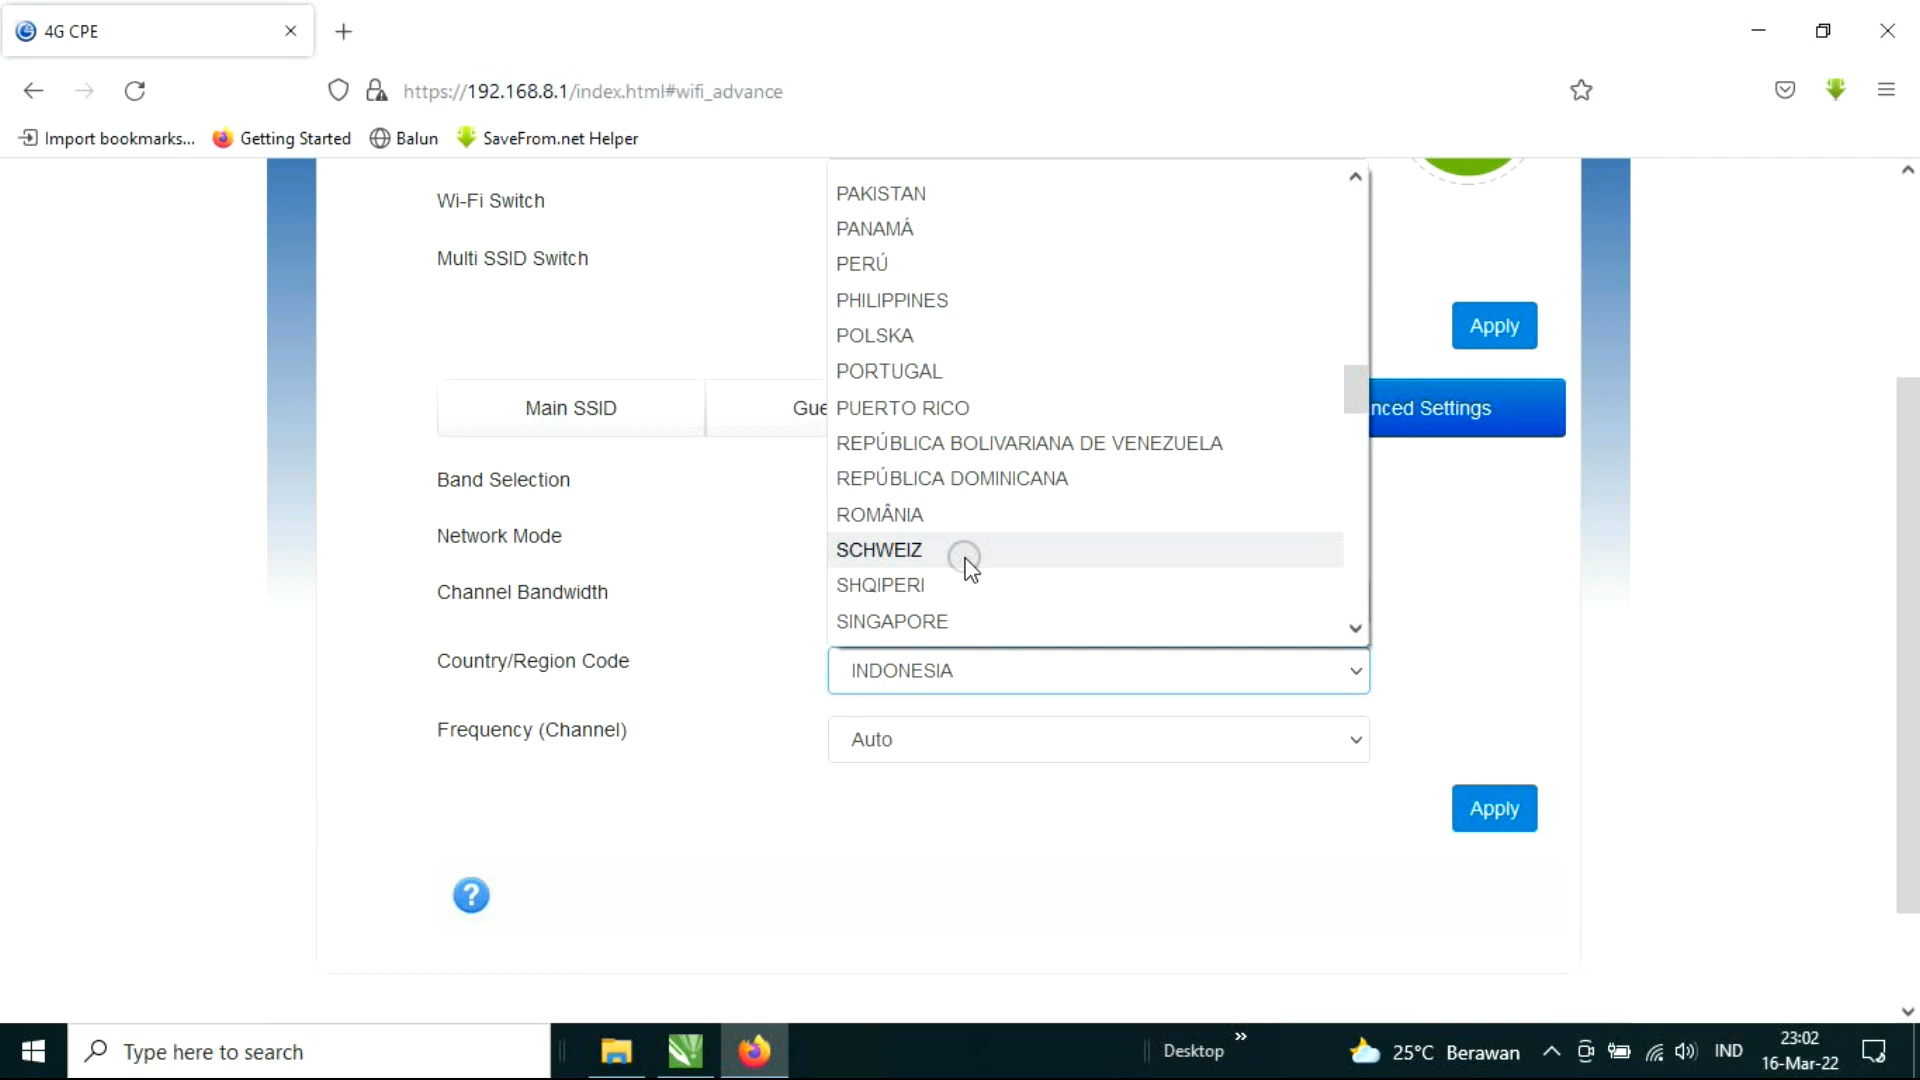 4G CPE
https://192.168.8.1/index.html#wifi_advance
Import bookmarks... Getting Started Balun SaveFrom.net Helper
Wi-Fi Switch
Multi SSID Switch
PAKISTAN
PANAMÁ
PERÚ
PHILIPPINES
POLSKA
PORTUGAL
PUERTO RICO
REPÚBLICA BOLIVARIANA DE VENEZUELA
REPÚBLICA DOMINICANA
ROMÂNIA
SCHWEIZ
SHQIPERI
SINGAPORE
Apply
Main SSID Gue nced Settings
Band Selection
Network Mode
Channel Bandwidth
Country/Region Code INDONESIA
Frequency (Channel) Auto
Apply
?
Type here to search Desktop 25°C Berawan IND 23:02
16-Mar-22